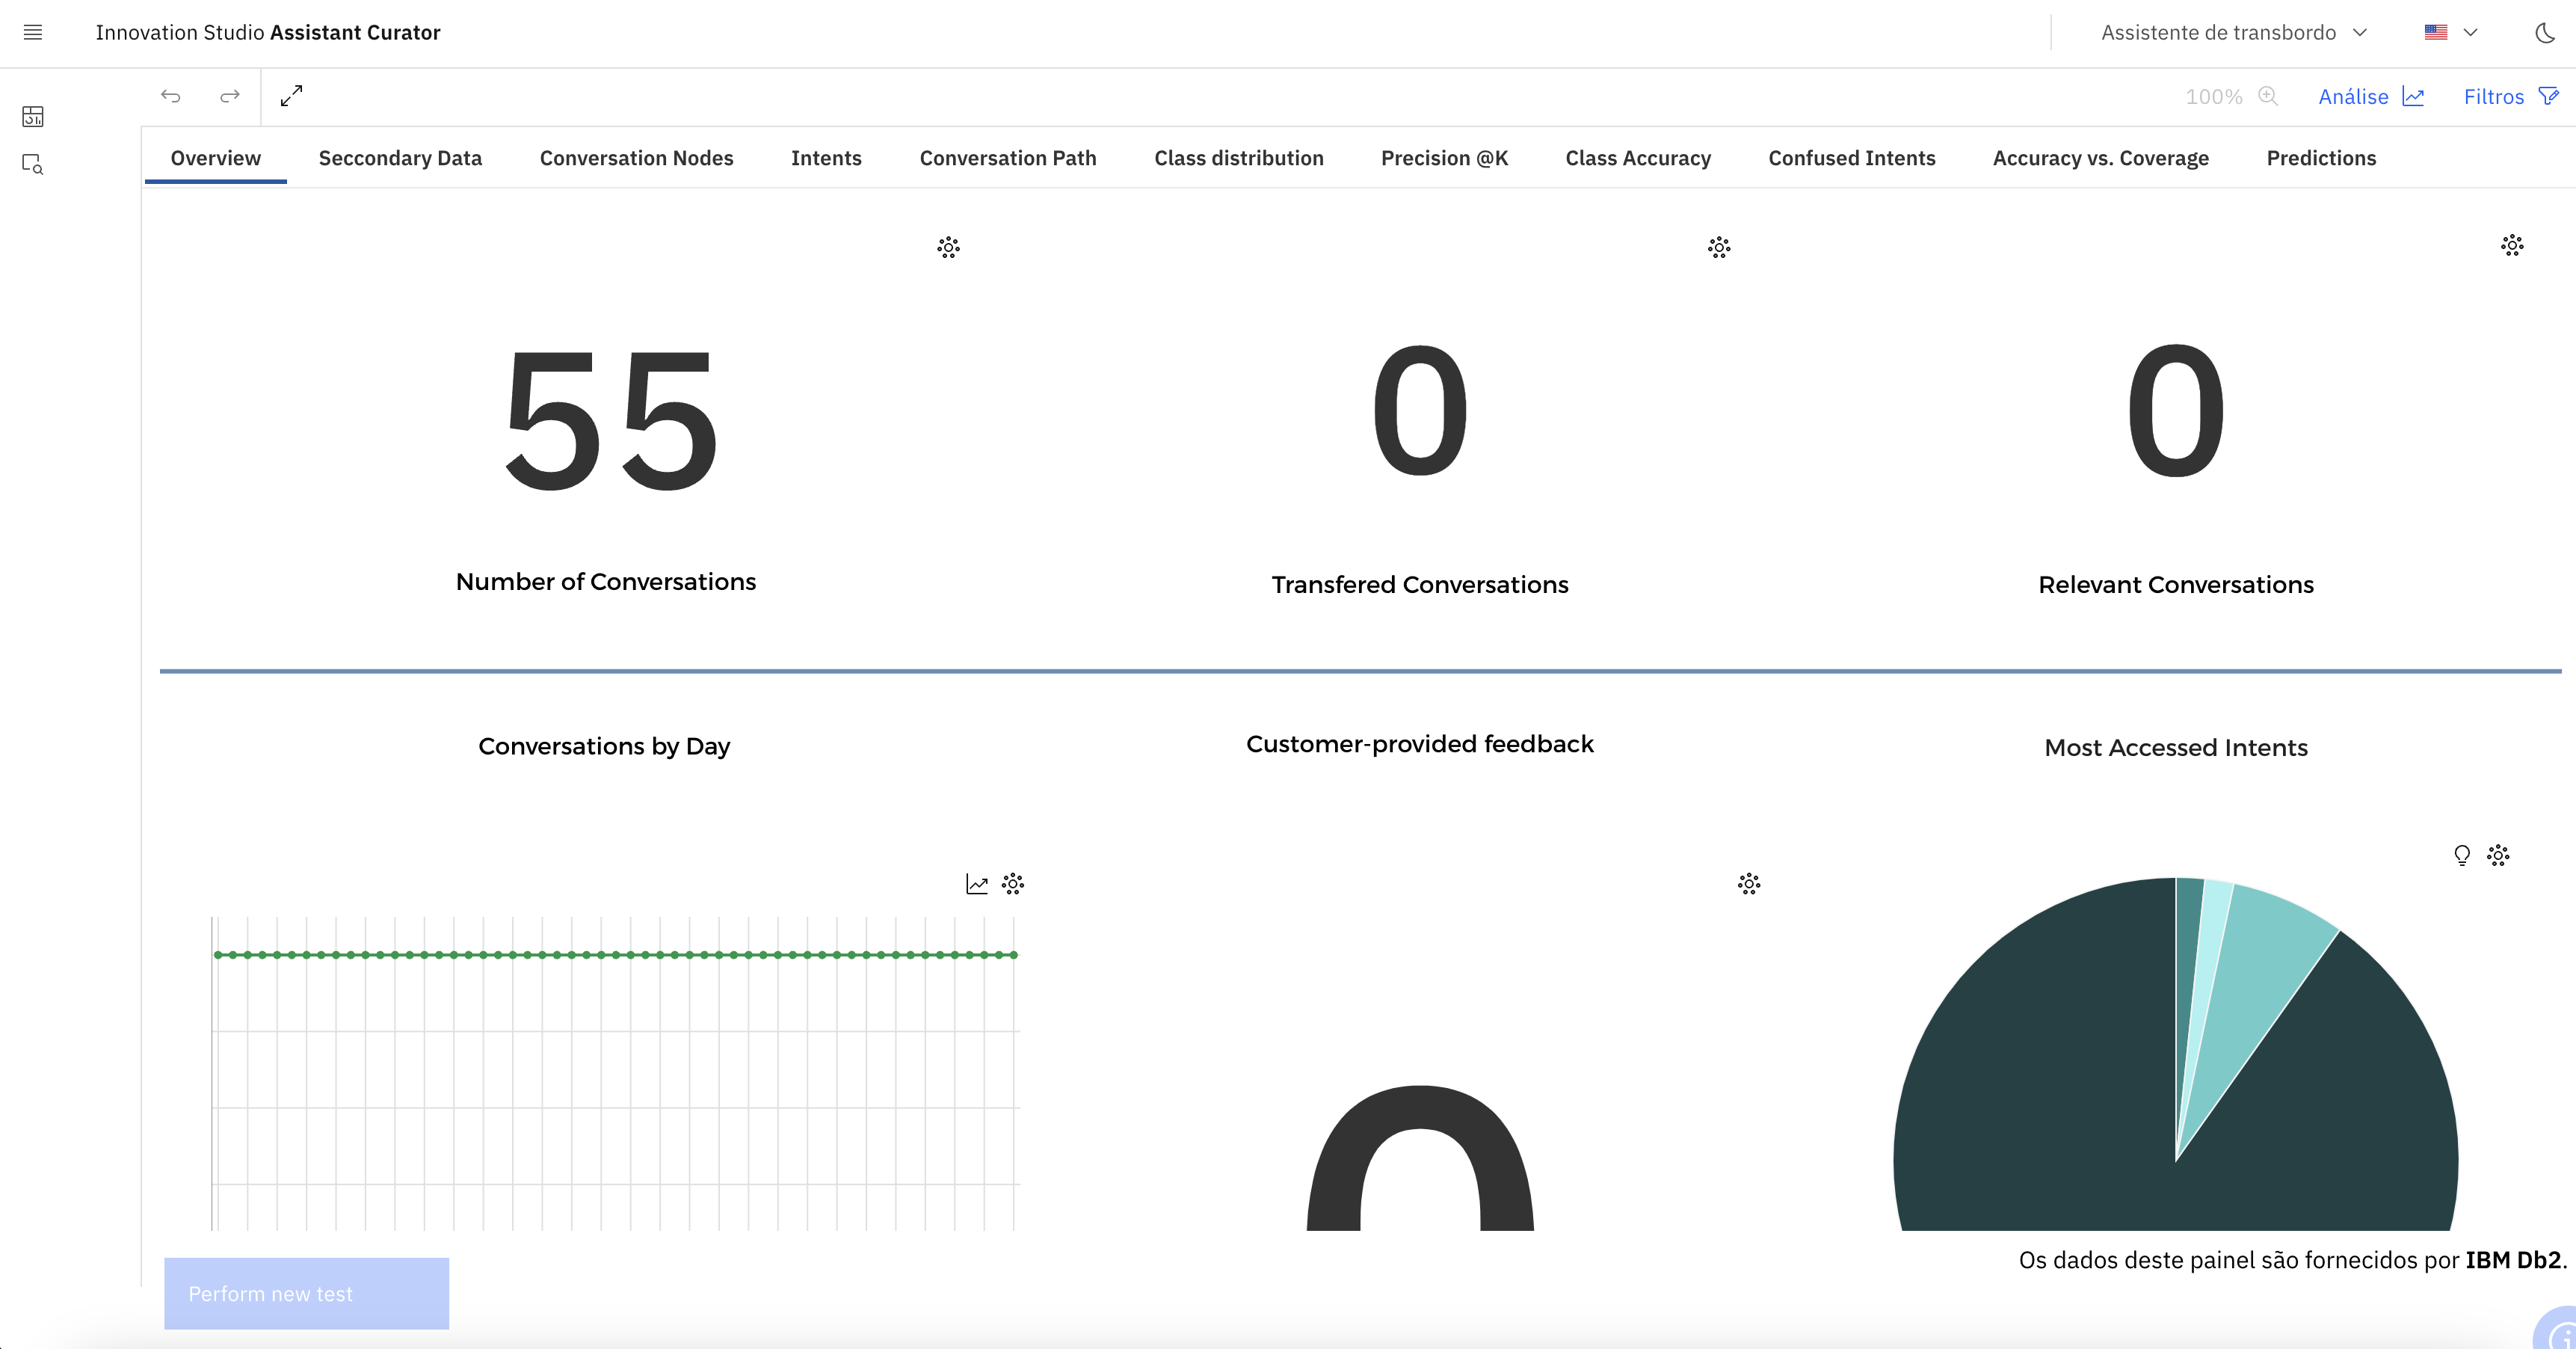 Innovation Studio Assistant Curator
Assistente de transbordo
100%
Análise
Filtros
Overview
Seccondary Data
Conversation Nodes
Intents
Conversation Path
Class distribution
Precision @K
Class Accuracy
Confused Intents
Accuracy vs. Coverage
Predictions
55
0
0
Number of Conversations
Transfered Conversations
Relevant Conversations
Conversations by Day
Customer-provided feedback
Most Accessed Intents
Os dados deste painel são fornecidos por IBM Db2.
Perform new test